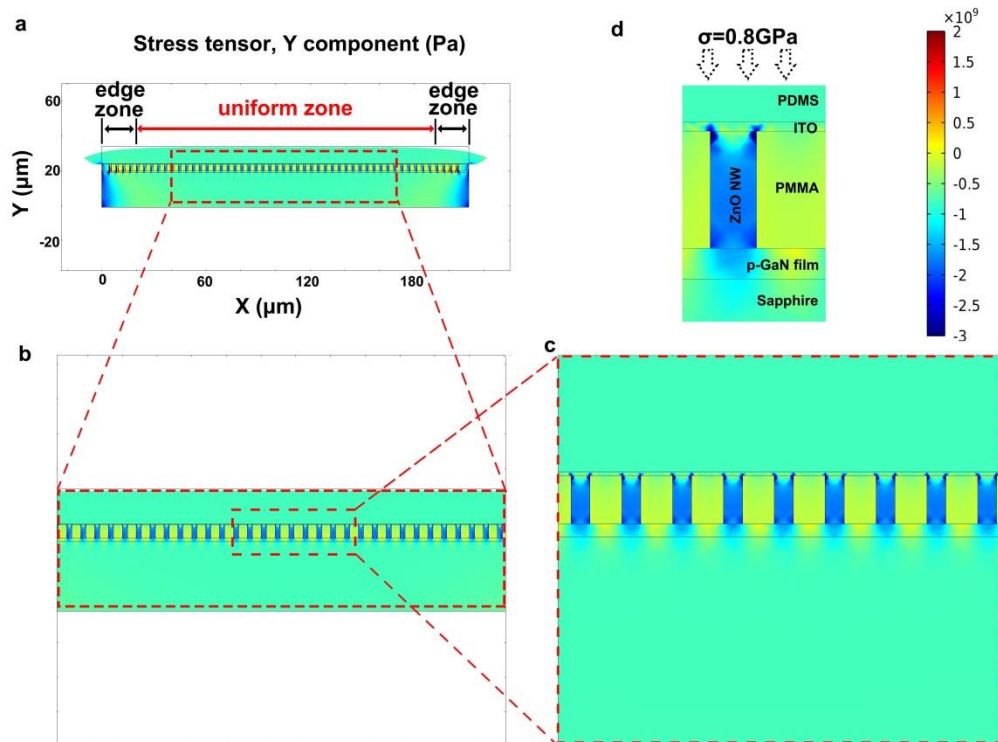 a
Stress tensor, Y component (Pa)
60
20
-20
Y (μm)
edge
zone
uniform zone
edge
zone
0
60
120
180
X (μm)
d
σ=0.8GPa
PDMS
ITO
ZnO NW
PMMA
p-GaN film
Sapphire
×10⁹
2
1.5
1
0.5
0
-0.5
-1
-1.5
-2
-2.5
-3
b
c